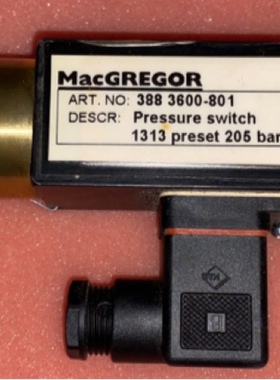 MacGREGOR
ART. NO: 388 3600-801
DESCR: Pressure switch
1313 preset 205 bar